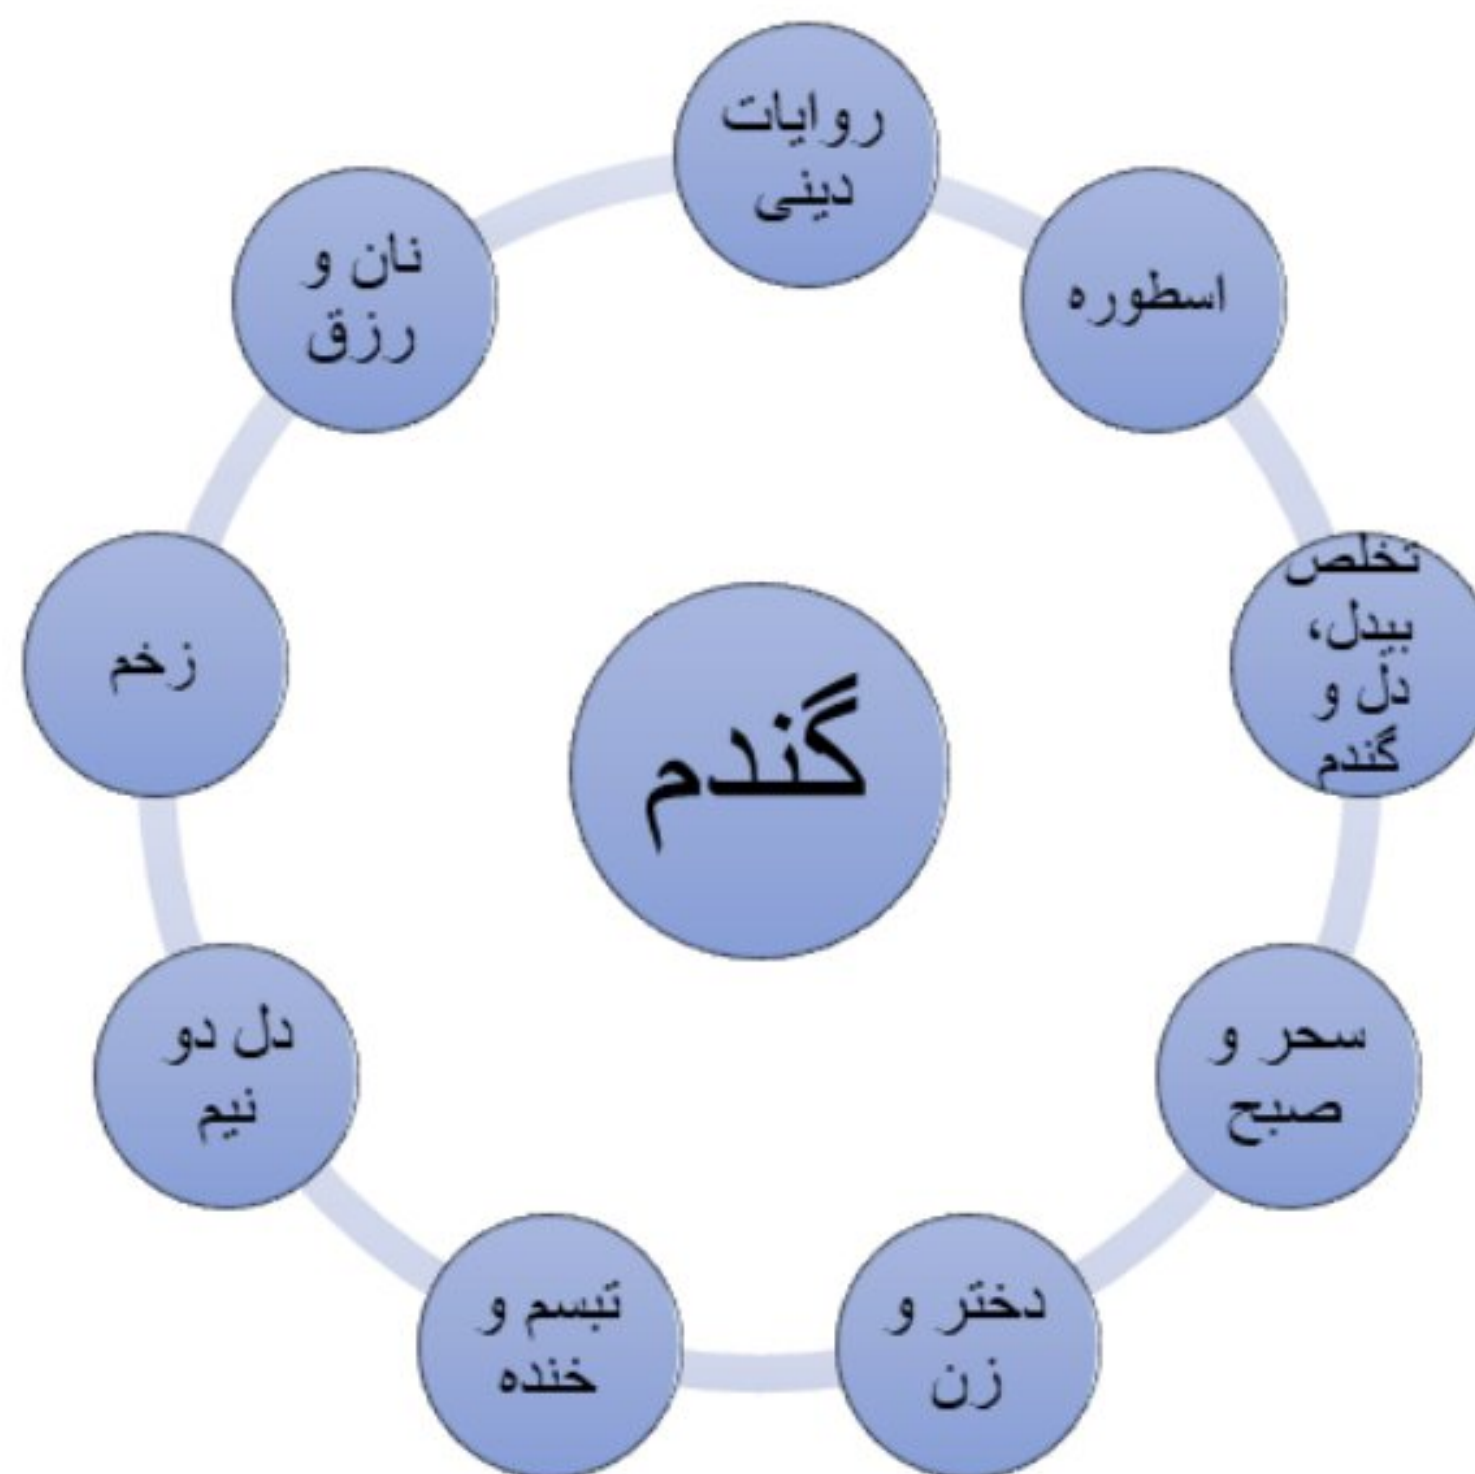 روایات
دینی
اسطوره
تخلص
بیدل،
دل و
گندم
سحر و
صبح
دختر و
زن
تبسم و
خنده
دل دو
نیم
زخم
نان و
رزق
گندم